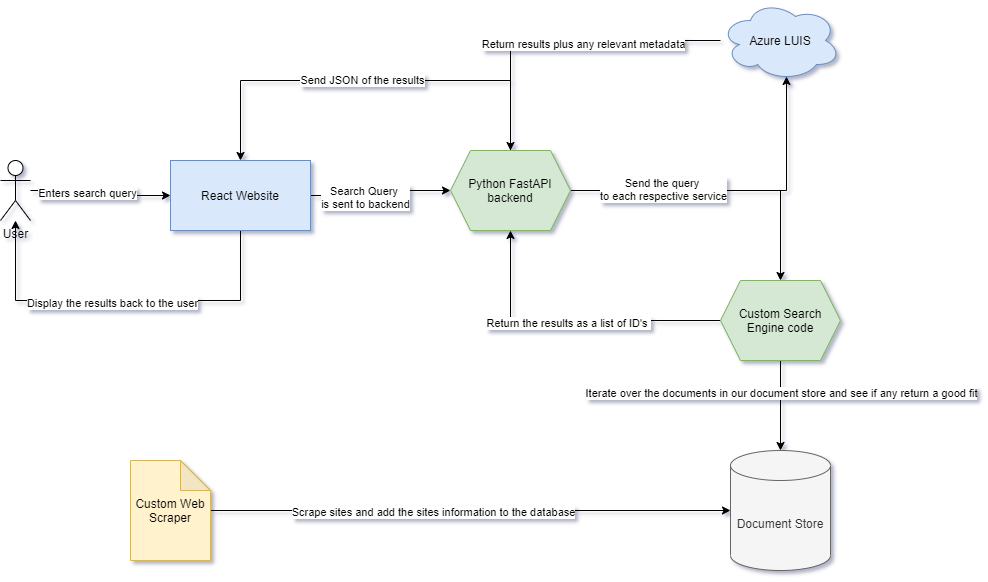 Azure LUIS
Return results plus any relevant metadata
Send JSON of the results
Enters search query
React Website
Search Query
is sent to backend
Python FastAPI
backend
Send the query
to each respective service
User
Display the results back to the user
Return the results as a list of ID's
Custom Search
Engine code
Iterate over the documents in our document store and see if any return a good fit
Custom Web
Scraper
Scrape sites and add the sites information to the database
Document Store